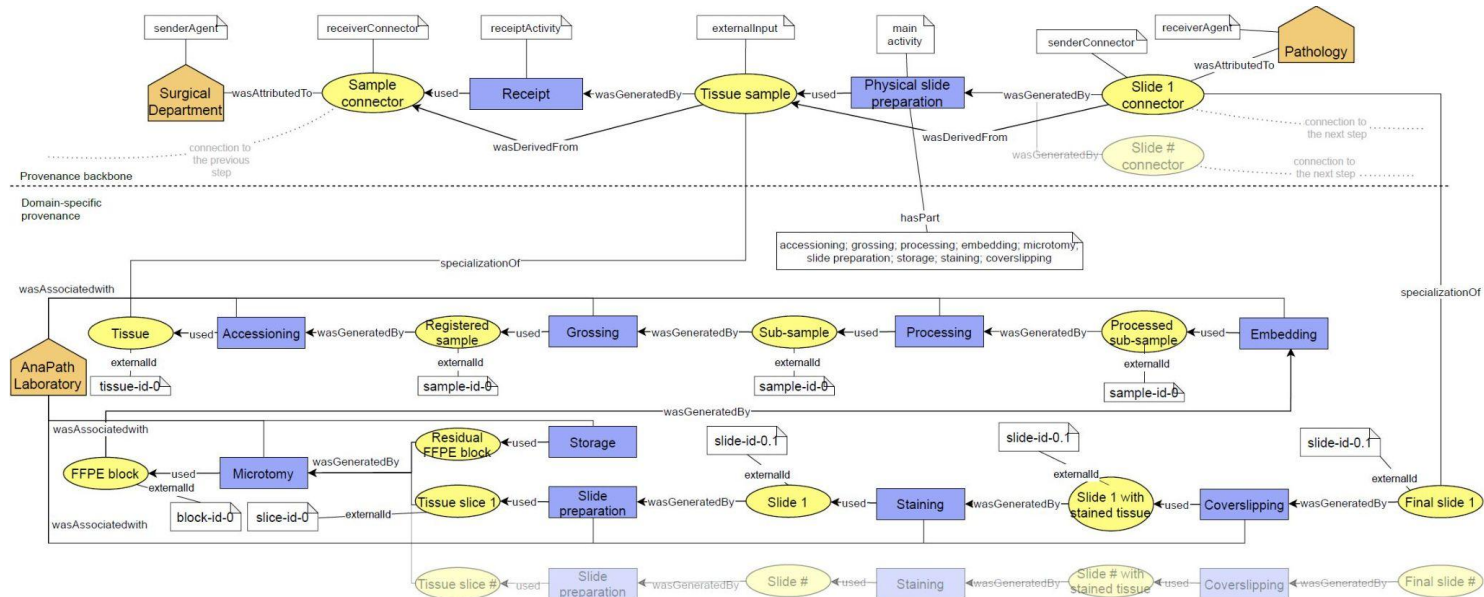 senderAgent
receiverConnector
receiptActivity
externalInput
main
activity
senderConnector
receiverAgent
Pathology
Surgical
Department
wasAttributedTo
Sample
connector
used
Receipt
wasGeneratedBy
Tissue sample
used
Physical slide
preparation
wasGeneratedBy
Slide 1
connector
wasAttributedTo
wasDerivedFrom
wasDerivedFrom
connection to
the previous
step
connection to
the next step
wasGeneratedBy
Slide #
connector
connection to
the next step
Provenance backbone
Domain-specific
provenance
hasPart
accessioning; grossing; processing; embedding; microtomy;
slide preparation; storage; staining; coverslipping
specializationOf
specializationOf
wasAssociatedwith
Tissue
used
Accessioning
wasGeneratedBy
Registered
sample
used
Grossing
wasGeneratedBy
Sub-sample
used
Processing
wasGeneratedBy
Processed
sub-sample
used
Embedding
AnaPath
Laboratory
externalId
tissue-id-0
externalId
sample-id-0
externalId
sample-id-0
externalId
sample-id-0
wasGeneratedBy
wasAssociatedwith
FFPE block
used
Microtomy
wasGeneratedBy
Residual
FFPE block
used
Storage
externalId
block-id-0
slice-id-0
externalId
Tissue slice 1
used
Slide
preparation
wasGeneratedBy
slide-id-0.1
externalId
Slide 1
used
Staining
wasGeneratedBy
slide-id-0.1
externalId
Slide 1 with
stained tissue
used
Coverslipping
wasGeneratedBy
slide-id-0.1
externalId
Final slide 1
wasAssociatedwith
Tissue slice #
used
Slide
preparation
wasGeneratedBy
Slide #
used
Staining
wasGeneratedBy
Slide # with
stained tissue
used
Coverslipping
wasGeneratedBy
Final slide #